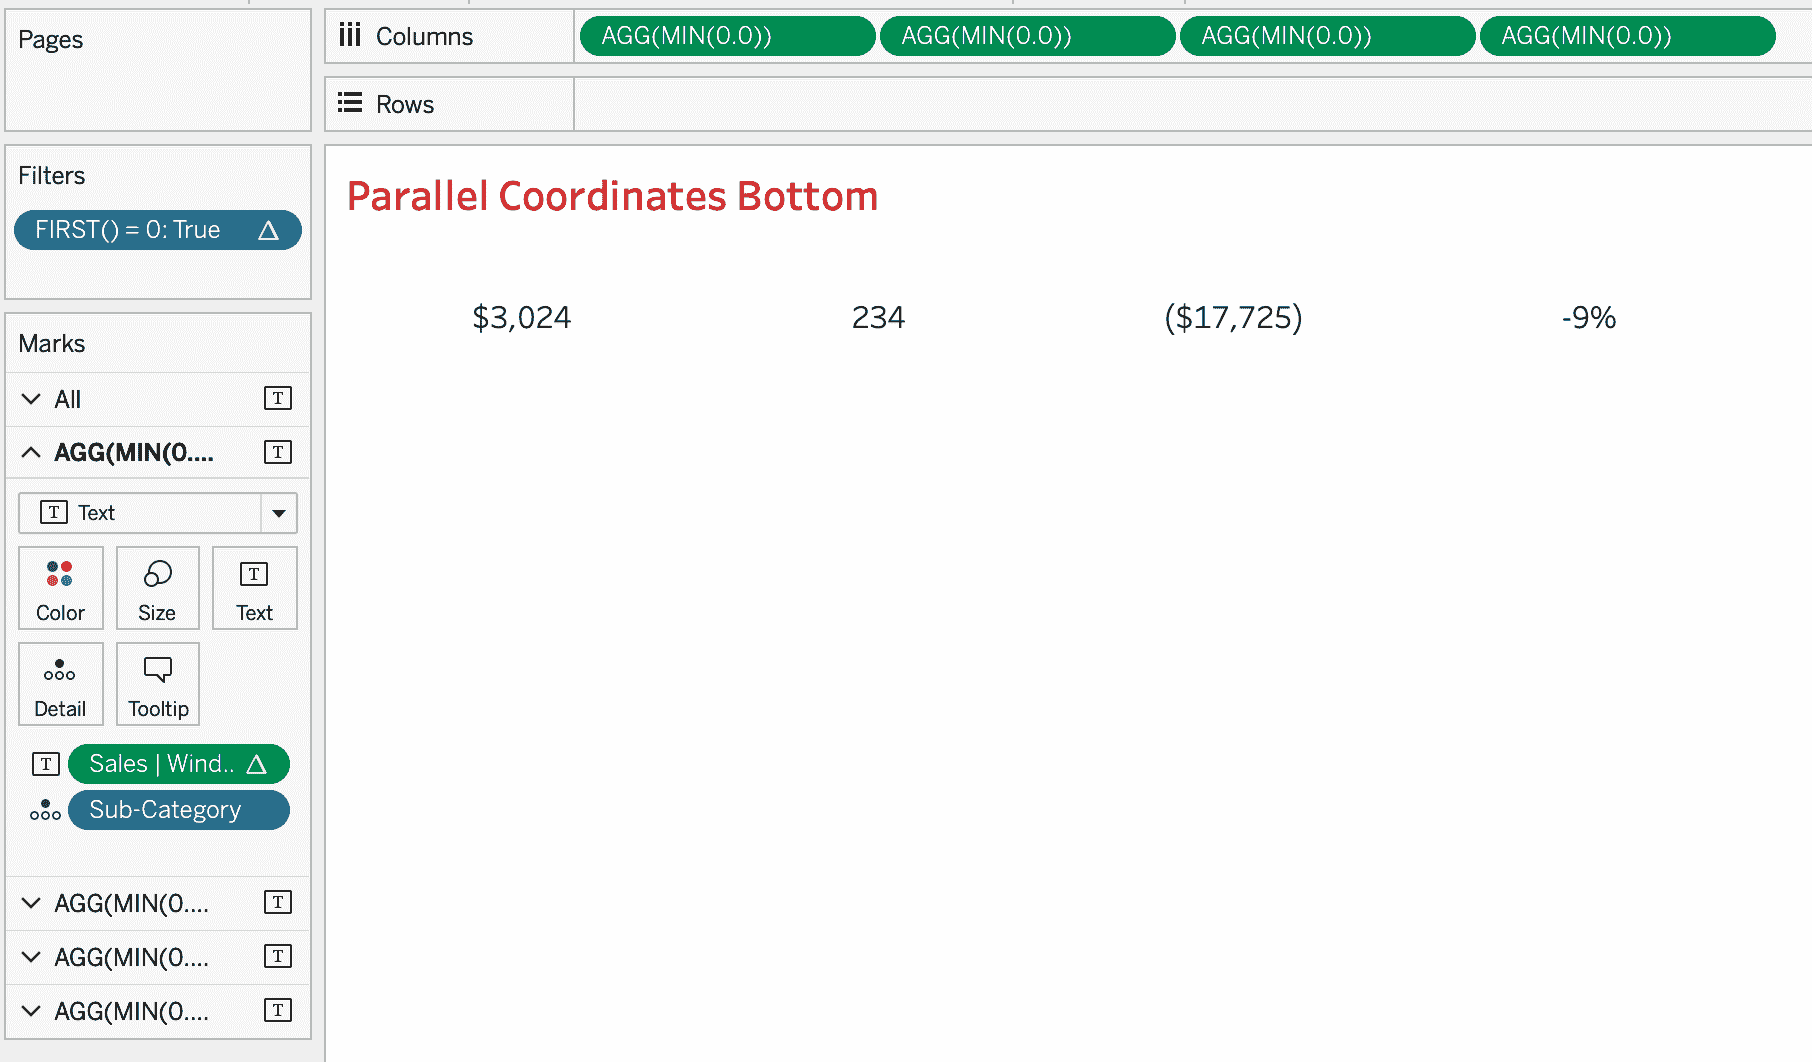 Pages
Columns
AGG(MIN(0.0)) AGG(MIN(0.0)) AGG(MIN(0.0)) AGG(MIN(0.0))
Rows
Filters
FIRST() = 0: True
Parallel Coordinates Bottom
$3,024 234 ($17,725) -9%
Marks
All T
AGG(MIN(0.... T
T Text
Color Size T Text
Detail Tooltip
T Sales | Wind..
Sub-Category
AGG(MIN(0.... T
AGG(MIN(0.... T
AGG(MIN(0.... T